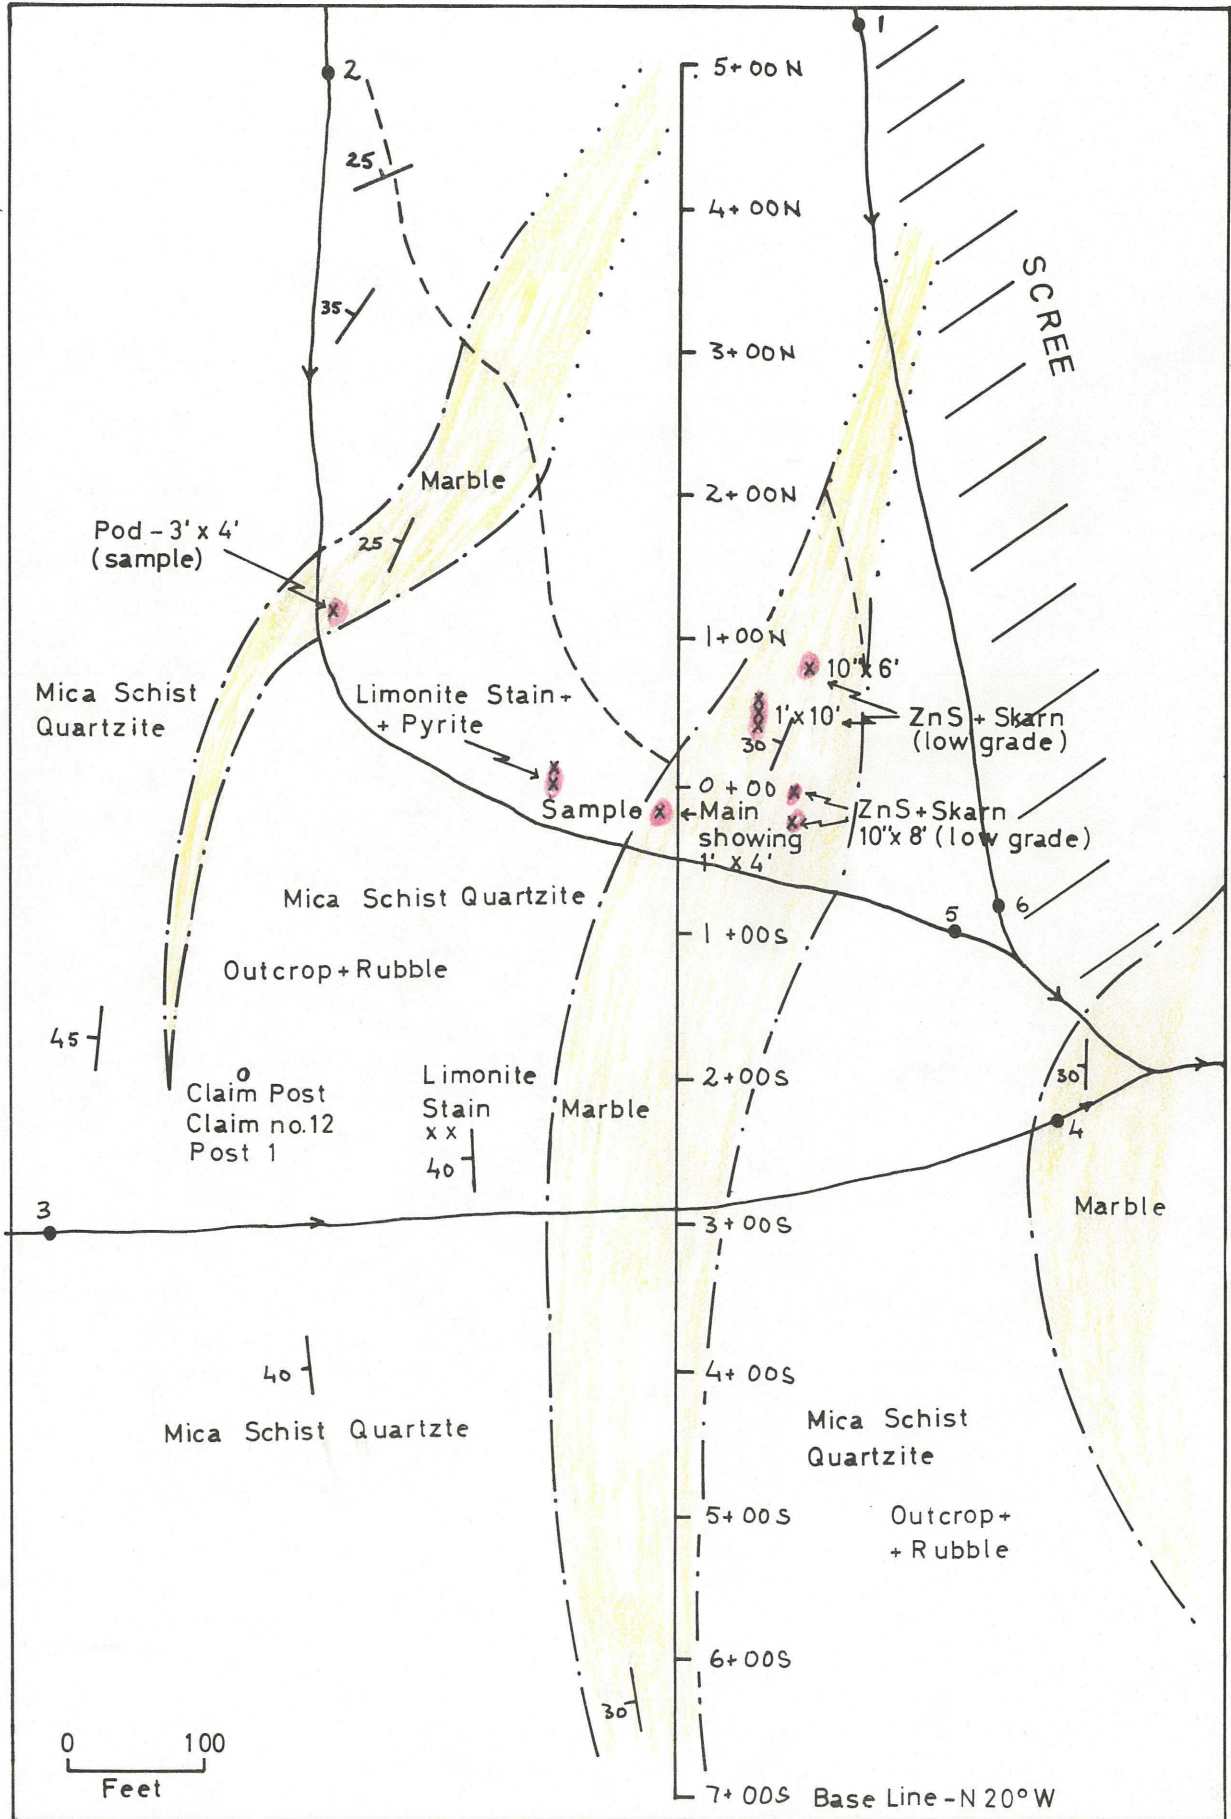 1
2
5+00N
25
4+00N
SCREE
35
3+00N
Marble
2+00N
Pod - 3' x 4'
(sample)
25
x
1+00N
x 10" x 6'
Mica Schist
Quartzite
Limonite Stain +
+ Pyrite
x x x x
1' x 10'
ZnS + Skarn
(low grade)
30
x x
0+00
x
Sample
x
Main
showing
1' x 4'
x
ZnS + Skarn
10" x 8' (low grade)
Mica Schist Quartzite
5
6
1+00S
Outcrop + Rubble
45
Claim Post
Claim no.12
Post 1
Limonite
Stain
x x
40
Marble
2+00S
30
4
3
3+00S
Marble
40
4+00S
Mica Schist Quartzte
Mica Schist
Quartzite
5+00S
Outcrop +
+ Rubble
6+00S
30
0 100
Feet
7+00S Base Line - N 20° W